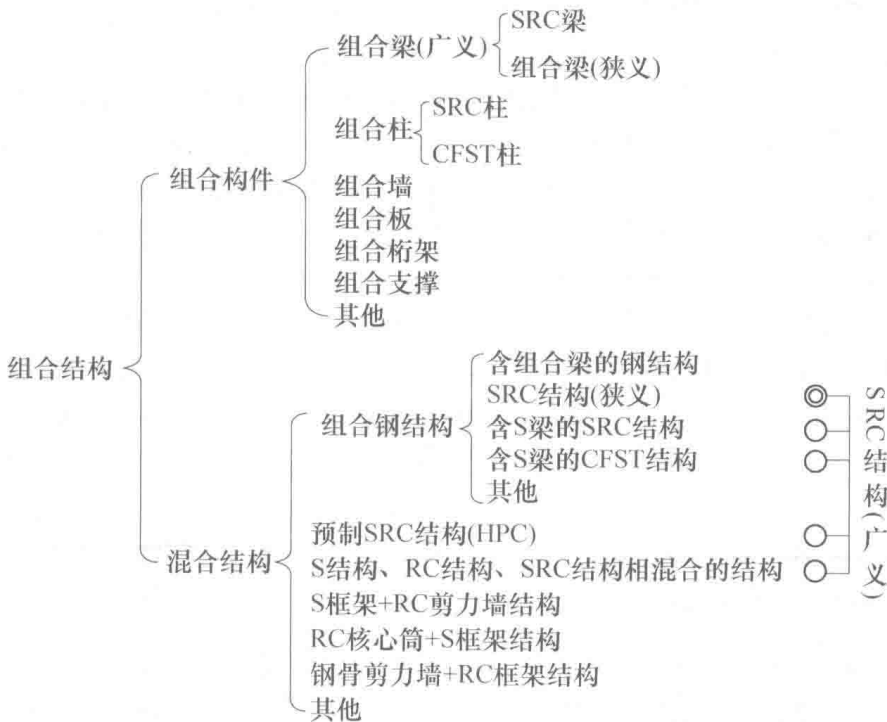 SRC梁
组合梁(广义)
组合梁(狭义)
SRC柱
组合柱
CFST柱
组合构件
组合墙
组合板
组合桁架
组合支撑
其他
组合结构
含组合梁的钢结构
SRC结构(狭义)
组合钢结构
含S梁的SRC结构
含S梁的CFST结构
其他
预制SRC结构(HPC)
混合结构
S结构、RC结构、SRC结构相混合的结构
S框架+RC剪力墙结构
RC核心筒+S框架结构
钢骨剪力墙+RC框架结构
其他
SRC结构(广义)